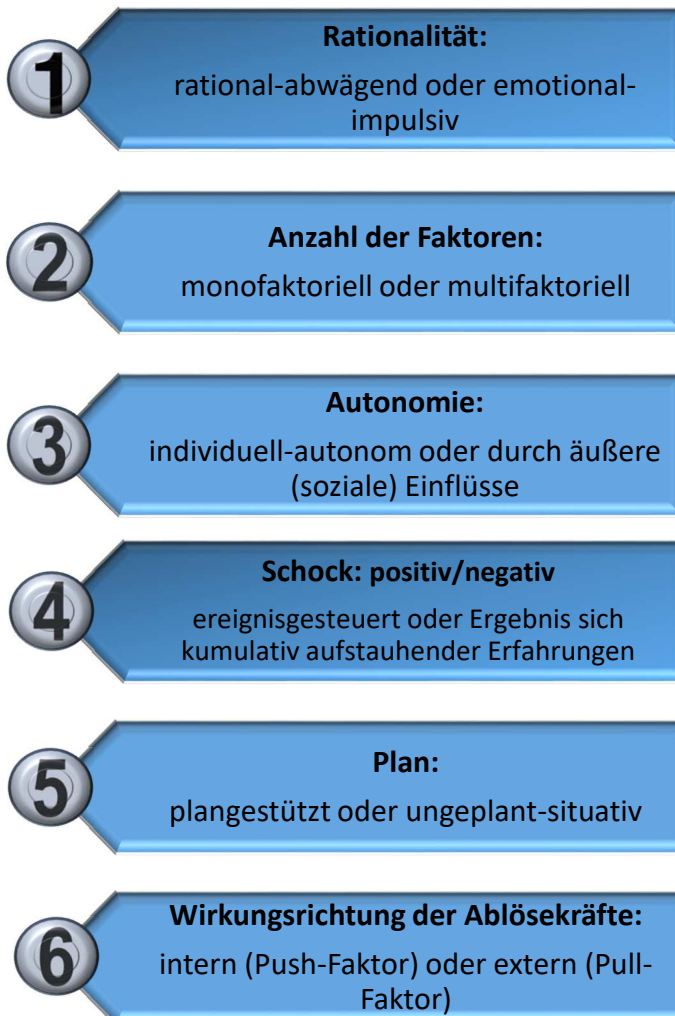 1
Rationalität:
rational-abwägend oder emotional-
impulsiv
2
Anzahl der Faktoren:
monofaktoriell oder multifaktoriell
3
Autonomie:
individuell-autonom oder durch äußere
(soziale) Einflüsse
4
Schock: positiv/negativ
ereignisgesteuert oder Ergebnis sich
kumulativ aufstauhender Erfahrungen
5
Plan:
plangestützt oder ungeplant-situativ
6
Wirkungsrichtung der Ablösekräfte:
intern (Push-Faktor) oder extern (Pull-
Faktor)